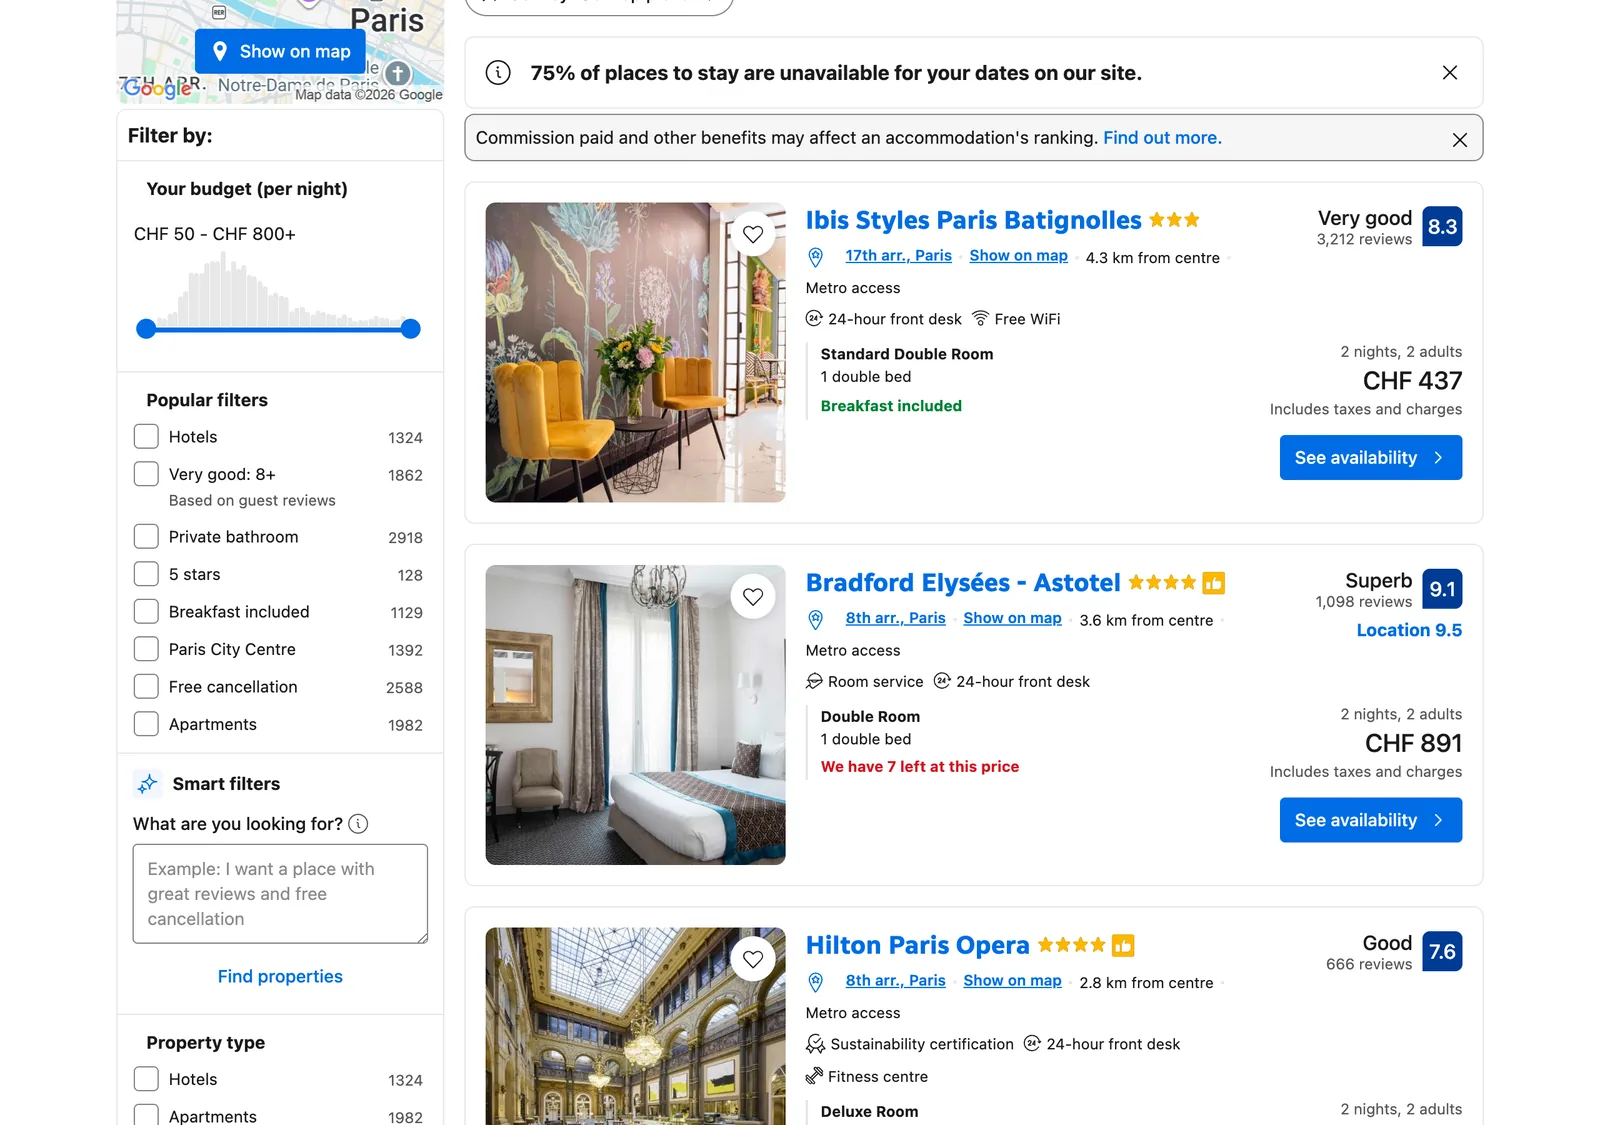 Paris
RER
Show on map
7TH ARR.
Notre-Dame de Paris
Google
Map data ©2026 Google
Filter by:
Your budget (per night)
CHF 50 - CHF 800+
Popular filters
Hotels 1324
Very good: 8+ 1862
Based on guest reviews
Private bathroom 2918
5 stars 128
Breakfast included 1129
Paris City Centre 1392
Free cancellation 2588
Apartments 1982
Smart filters
What are you looking for?
Example: I want a place with
great reviews and free
cancellation
Find properties
Property type
Hotels 1324
Apartments 1982
75% of places to stay are unavailable for your dates on our site.
Commission paid and other benefits may affect an accommodation's ranking. Find out more.
Ibis Styles Paris Batignolles
Very good 8.3
3,212 reviews
17th arr., Paris Show on map 4.3 km from centre
Metro access
24-hour front desk Free WiFi
Standard Double Room
1 double bed
Breakfast included
2 nights, 2 adults
CHF 437
Includes taxes and charges
See availability
Bradford Elysées - Astotel
Superb 9.1
1,098 reviews
Location 9.5
8th arr., Paris Show on map 3.6 km from centre
Metro access
Room service 24-hour front desk
Double Room
1 double bed
We have 7 left at this price
2 nights, 2 adults
CHF 891
Includes taxes and charges
See availability
Hilton Paris Opera
Good 7.6
666 reviews
8th arr., Paris Show on map 2.8 km from centre
Metro access
Sustainability certification 24-hour front desk
Fitness centre
Deluxe Room
2 nights, 2 adults